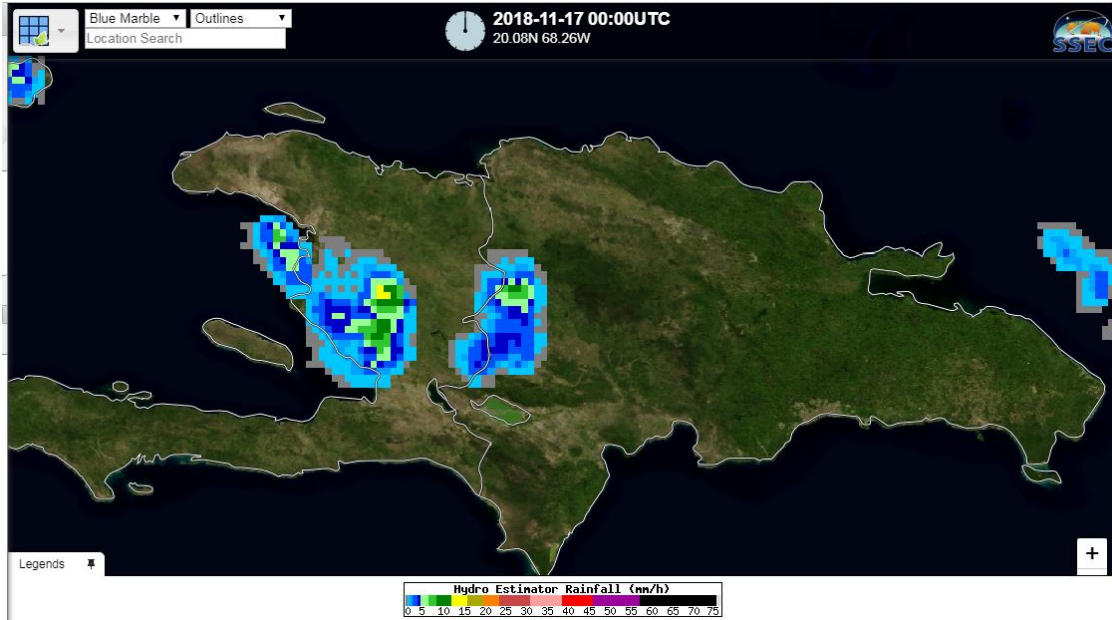 Blue Marble Outlines
Location Search
2018-11-17 00:00UTC
20.08N 68.26W
SSEC
Legends
+
Hydro Estimator Rainfall (mm/h)
0 5 10 15 20 25 30 35 40 45 50 55 60 65 70 75